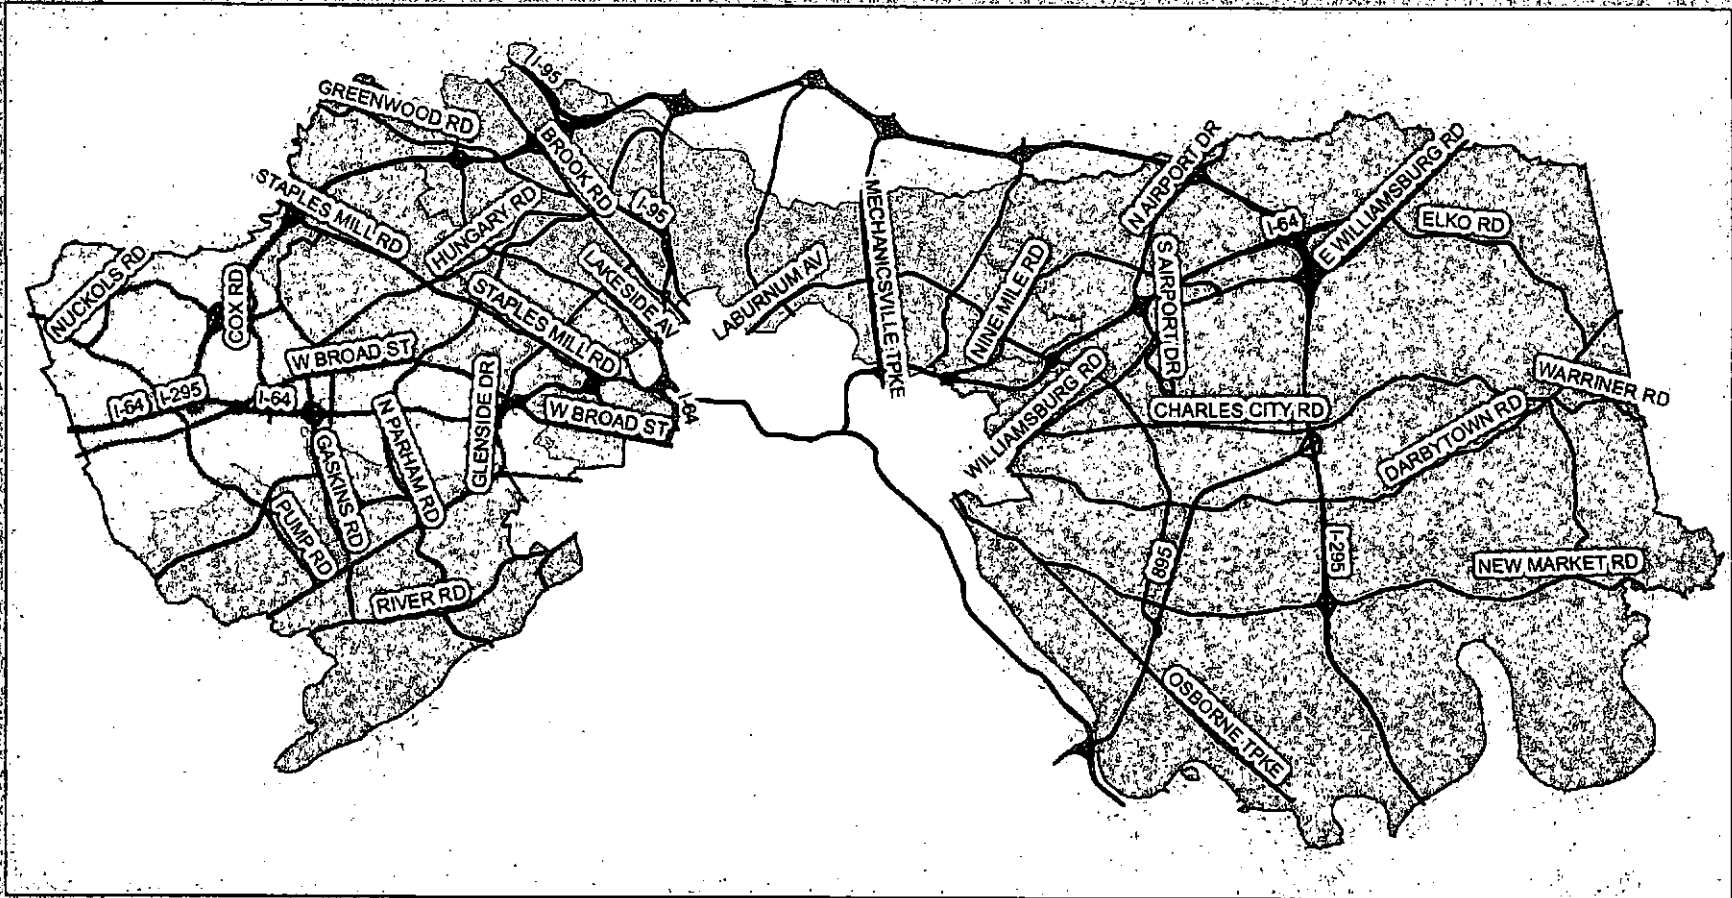 I-95
GREENWOOD RD
BROOK RD
N AIRPORT DR
E WILLIAMSBURG RD
STAPLES MILL RD
HUNGARY RD
I-95
MECHANICSVILLE TPKE
I-64
ELKO RD
NUCKOLS RD
COX RD
LAKESIDE AV
LABURNUM AV
NINE MILE RD
S AIRPORT DR
STAPLES MILL RD
W BROAD ST
GLENSIDE DR
WILLIAMSBURG RD
WARRINER RD
I-64
I-295
I-64
I-64
N PARHAM RD
W BROAD ST
CHARLES CITY RD
DARBYTOWN RD
GASKINS RD
PUMP RD
895
I-295
NEW MARKET RD
RIVER RD
OSBORNE TPKE